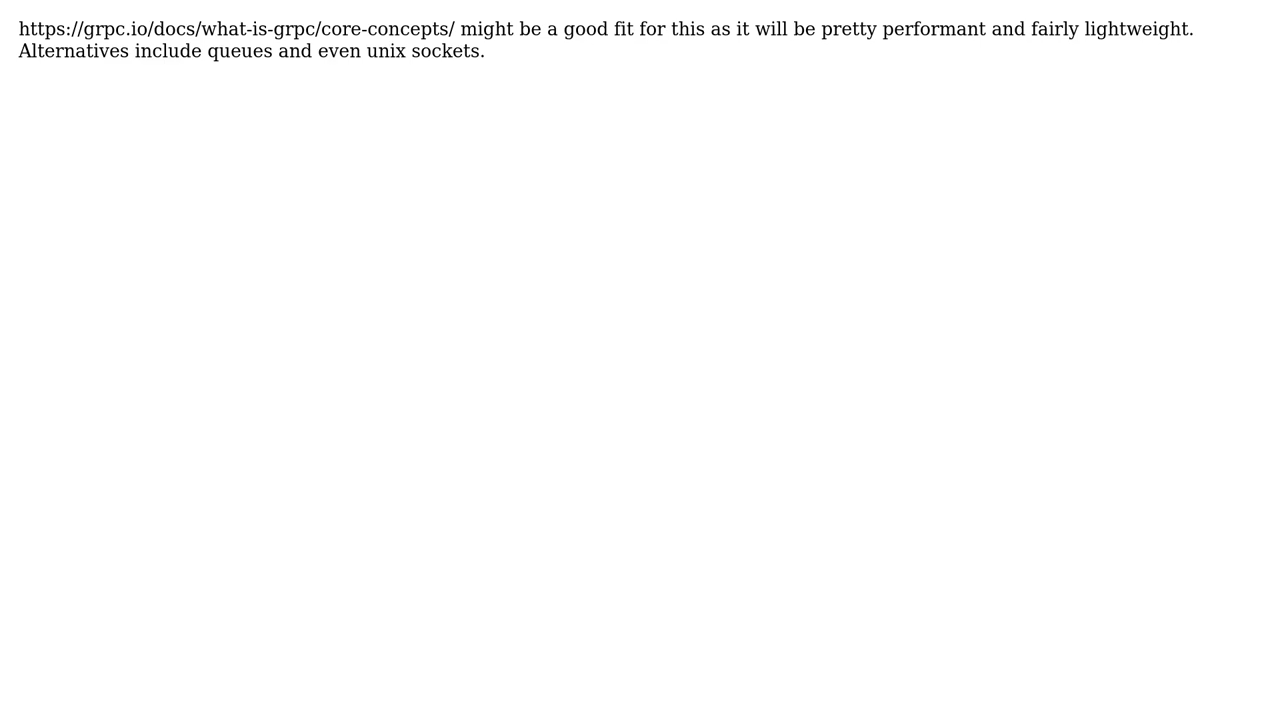 https://grpc.io/docs/what-is-grpc/core-concepts/ might be a good fit for this as it will be pretty performant and fairly lightweight.
Alternatives include queues and even unix sockets.